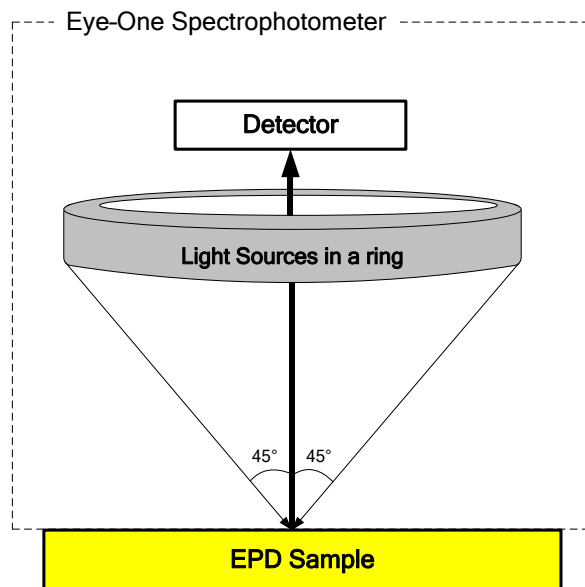 Eye-One Spectrophotometer
Detector
Light Sources in a ring
45° 45°
EPD Sample